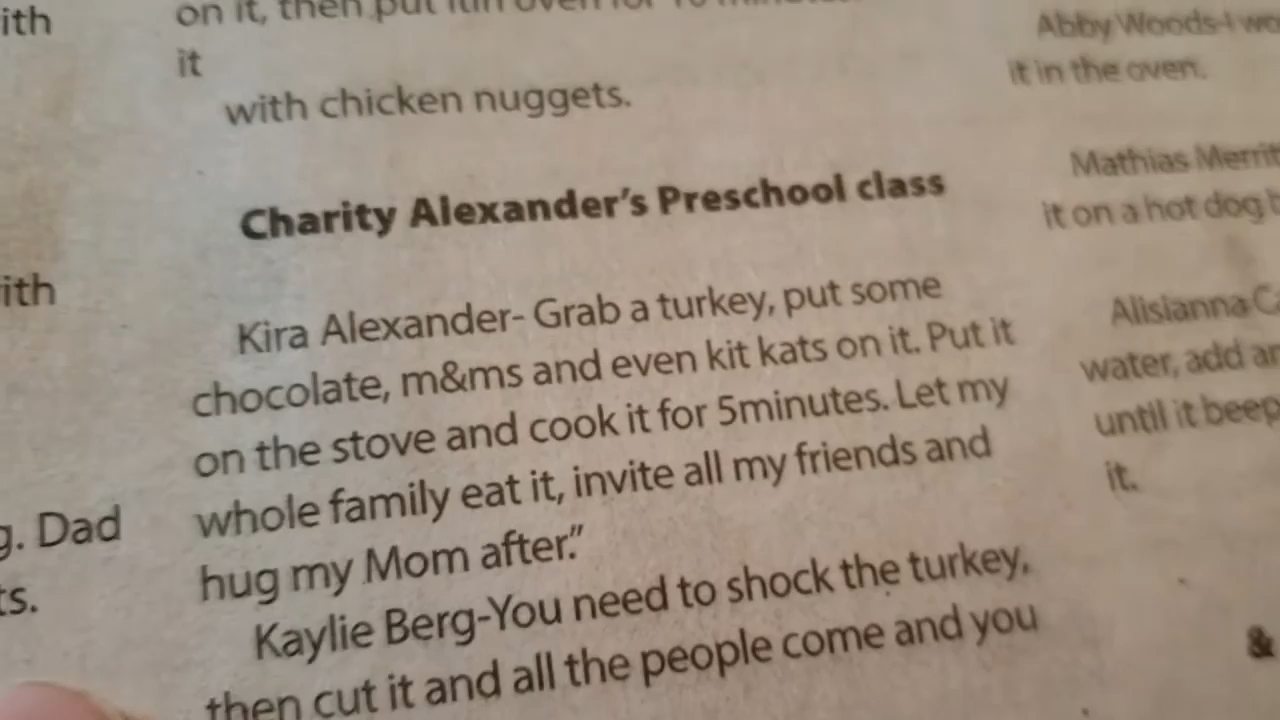 ith
g. Dad
ts.
on it, then put it in oven for
it
with chicken nuggets.
Charity Alexander's Preschool class
Kira Alexander- Grab a turkey, put some
chocolate, m&ms and even kit kats on it. Put it
on the stove and cook it for 5minutes. Let my
whole family eat it, invite all my friends and
hug my Mom after."
Kaylie Berg-You need to shock the turkey,
then cut it and all the people come and you
Abby Woods-I wo
it in the oven.
Mathias Merrit
it on a hot dog b
Alisianna C
water, add an
until it beep
it.
&